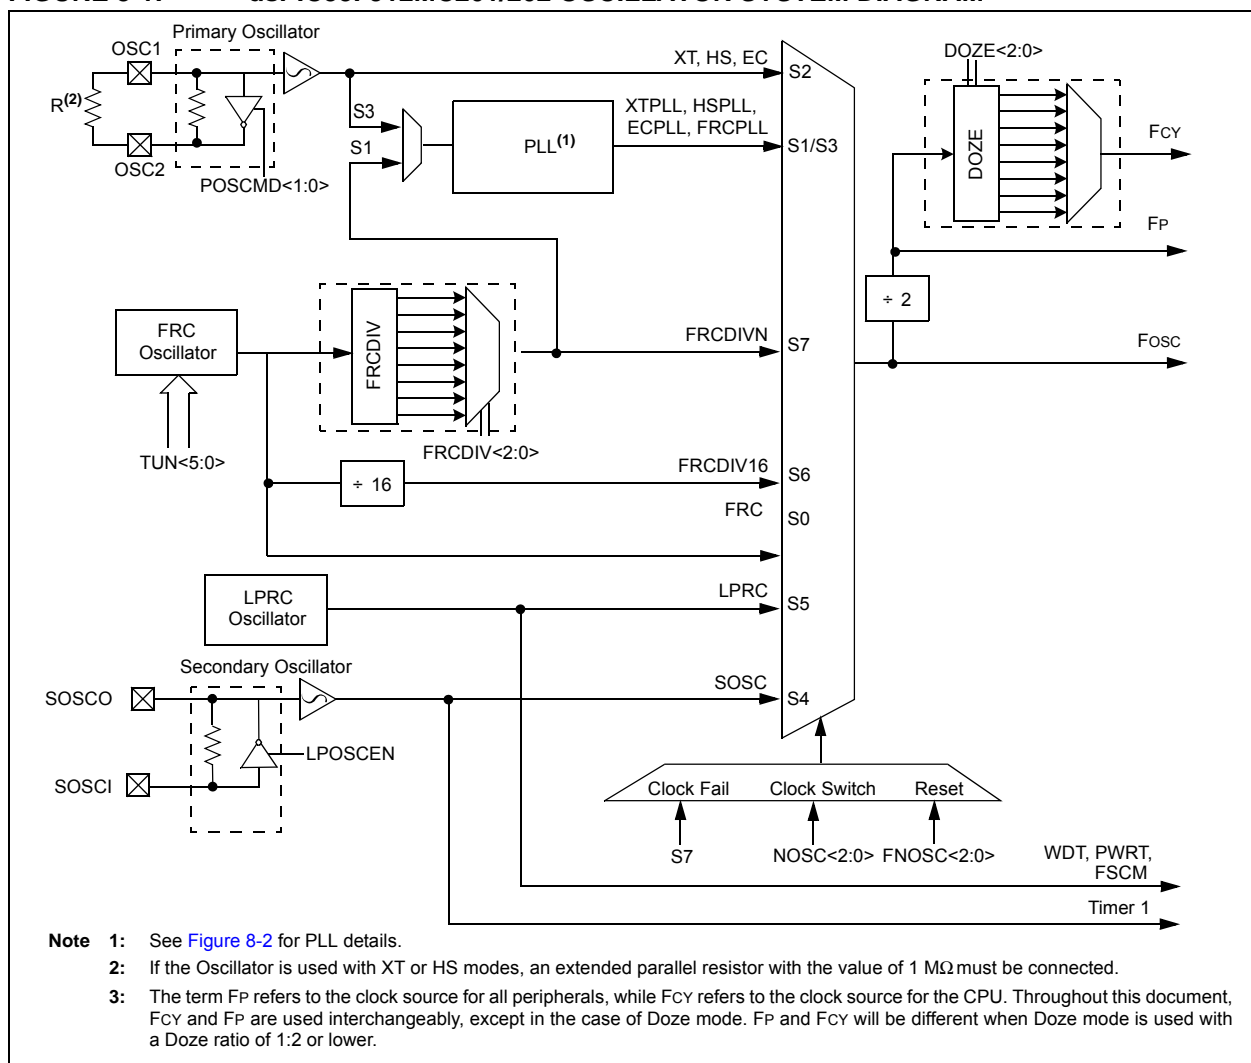 Primary Oscillator
OSC1
R(2)
OSC2
POSCMD<1:0>
S3
S1
PLL(1)
XT, HS, EC
S2
XTPLL, HSPLL,
ECPLL, FRCPLL
S1/S3
DOZE<2:0>
DOZE
FCY
FP
÷ 2
FOSC
FRC
Oscillator
TUN<5:0>
FRCDIV
FRCDIV<2:0>
FRCDIVN
S7
÷ 16
FRCDIV16
S6
FRC
S0
LPRC
Oscillator
LPRC
S5
Secondary Oscillator
SOSCO
SOSCI
LPOSCEN
SOSC
S4
Clock Fail
Clock Switch
Reset
S7
NOSC<2:0>
FNOSC<2:0>
WDT, PWRT,
FSCM
Timer 1
Note 1: See Figure 8-2 for PLL details.
2: If the Oscillator is used with XT or HS modes, an extended parallel resistor with the value of 1 MΩ must be connected.
3: The term FP refers to the clock source for all peripherals, while FCY refers to the clock source for the CPU. Throughout this document,
FCY and FP are used interchangeably, except in the case of Doze mode. FP and FCY will be different when Doze mode is used with
a Doze ratio of 1:2 or lower.